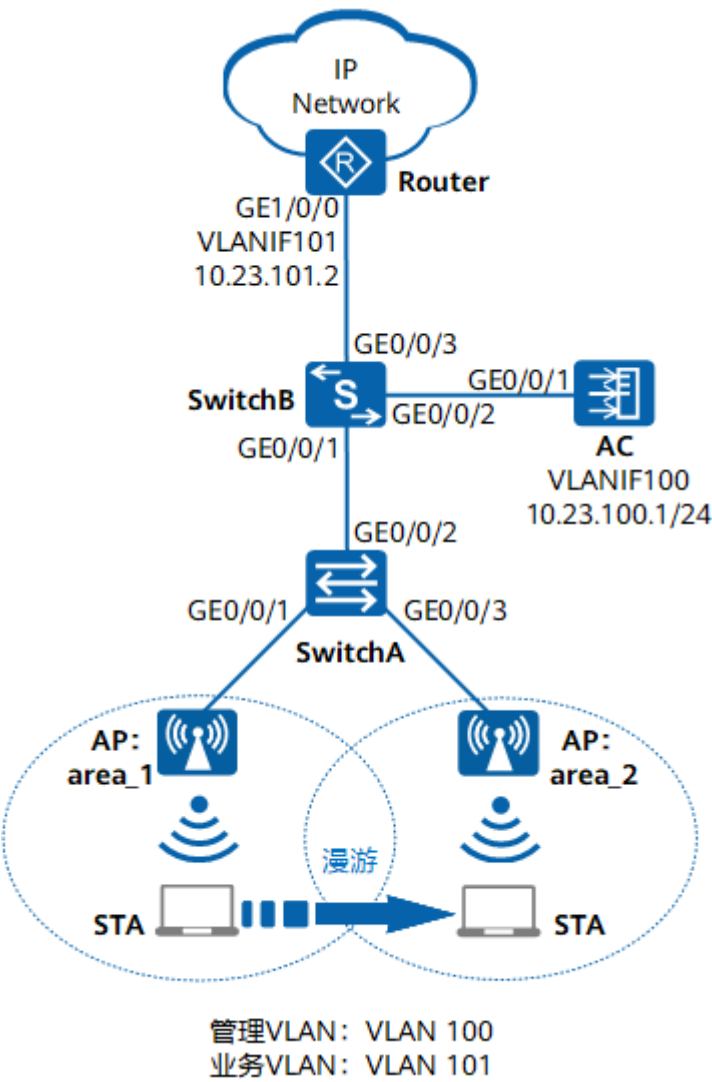 IP
Network
R
Router
GE1/0/0
VLANIF101
10.23.101.2
GE0/0/3
SwitchB
S
GE0/0/1
GE0/0/2
AC
VLANIF100
10.23.100.1/24
GE0/0/1
GE0/0/2
GE0/0/1
GE0/0/3
SwitchA
AP：
area_1
AP：
area_2
漫游
STA
STA
管理VLAN：VLAN 100
业务VLAN：VLAN 101